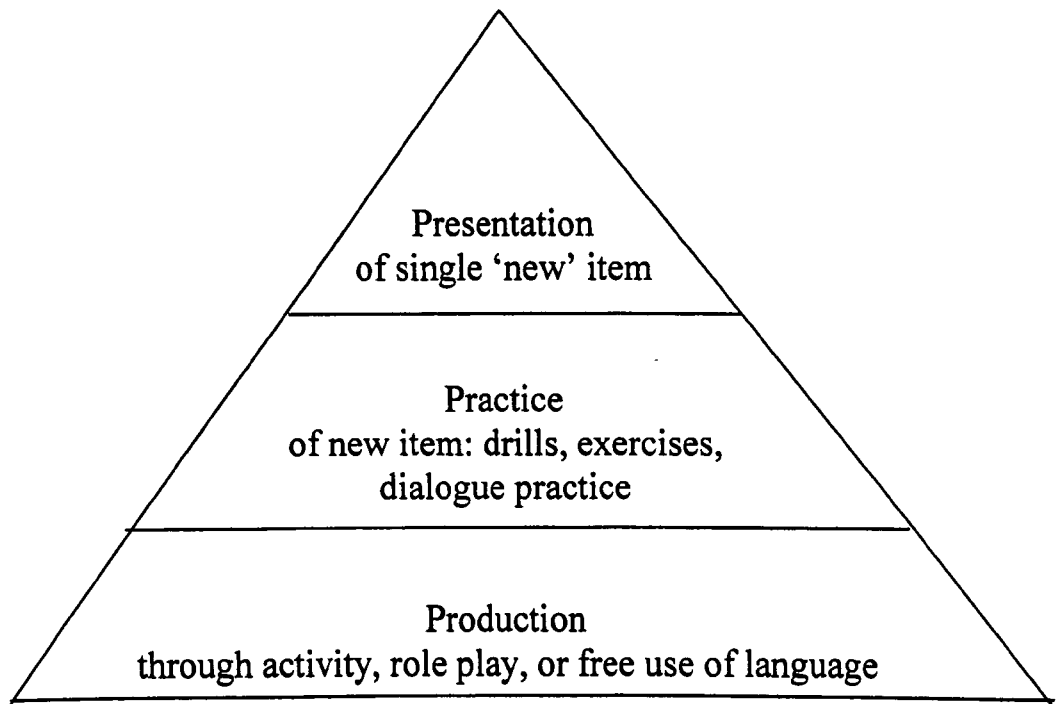 Presentation
of single ‘new’ item
Practice
of new item: drills, exercises,
dialogue practice
Production
through activity, role play, or free use of language